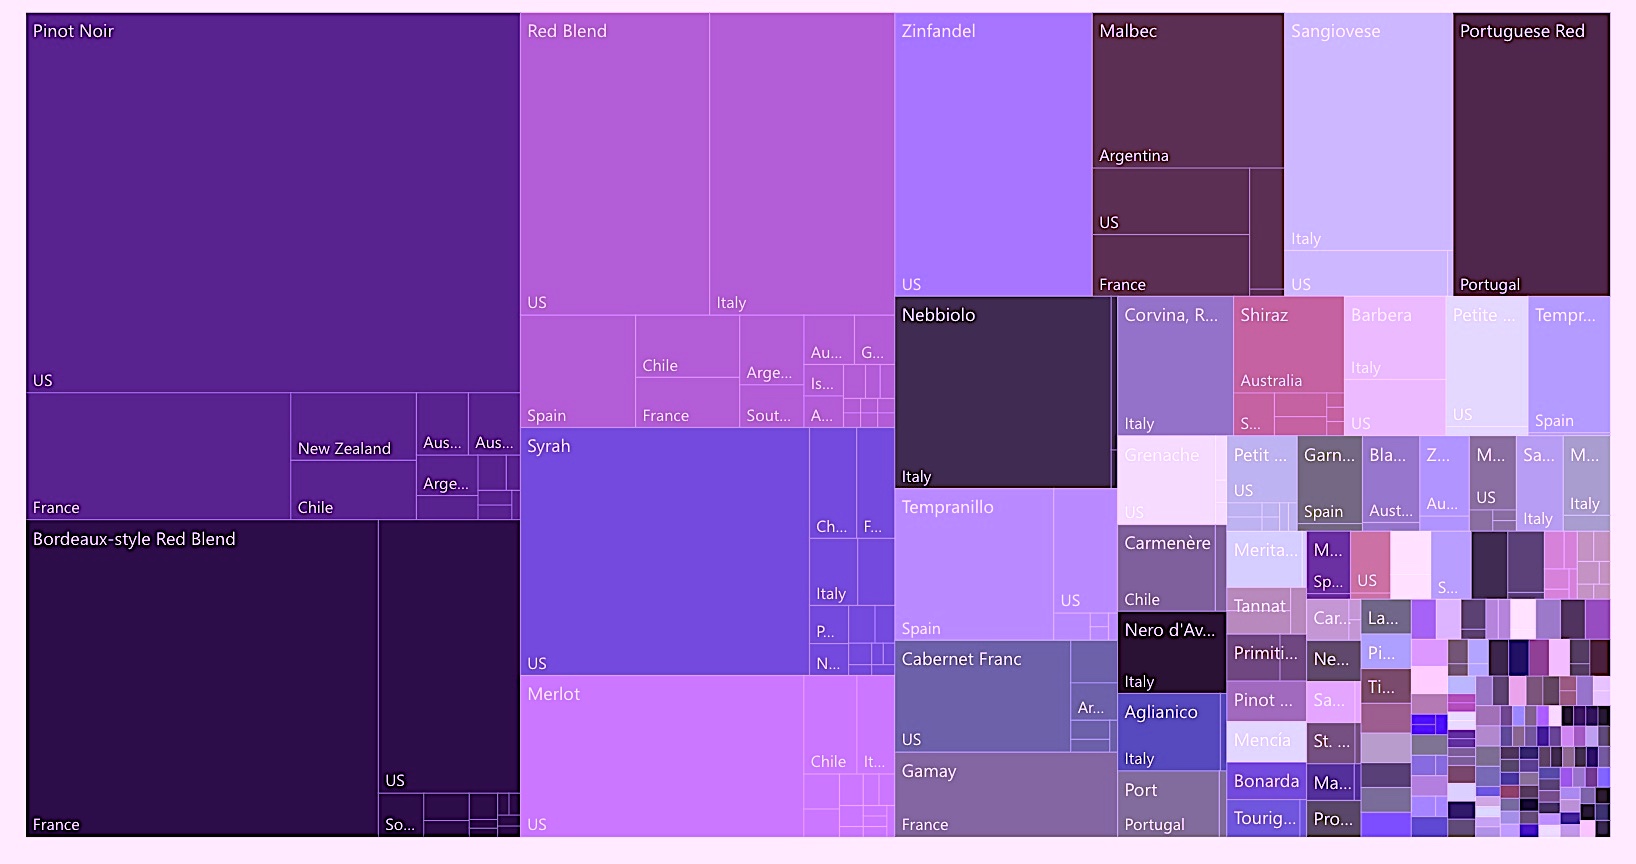 Pinot Noir
US
France
New Zealand
Chile
Aus...
Aus...
Arge...
Bordeaux-style Red Blend
France
US
So...
Red Blend
US
Italy
Spain
Chile
France
Arge...
Sout...
Au...
G...
Is...
A...
Syrah
US
Ch...
F...
Italy
P...
N...
Merlot
US
Chile
It...
Zinfandel
US
Malbec
Argentina
US
France
Sangiovese
Italy
US
Portuguese Red
Portugal
Nebbiolo
Italy
Tempranillo
Spain
US
Cabernet Franc
US
Ar...
Gamay
France
Corvina, R...
Italy
Shiraz
Australia
S...
Barbera
Italy
US
Petite ...
US
Tempr...
Spain
Grenache
US
Carmenère
Chile
Nero d'Av...
Italy
Aglianico
Italy
Port
Portugal
Petit ...
US
Garn...
Spain
Bla...
Aust...
Z...
Au...
M...
US
Sa...
Italy
M...
Italy
Merita...
Tannat
Primiti...
Pinot ...
Mencía
Bonarda
Tourig...
M...
Sp...
US
S...
Car...
Ne...
Sa...
St. ...
Ma...
Pro...
La...
Pi...
Ti...